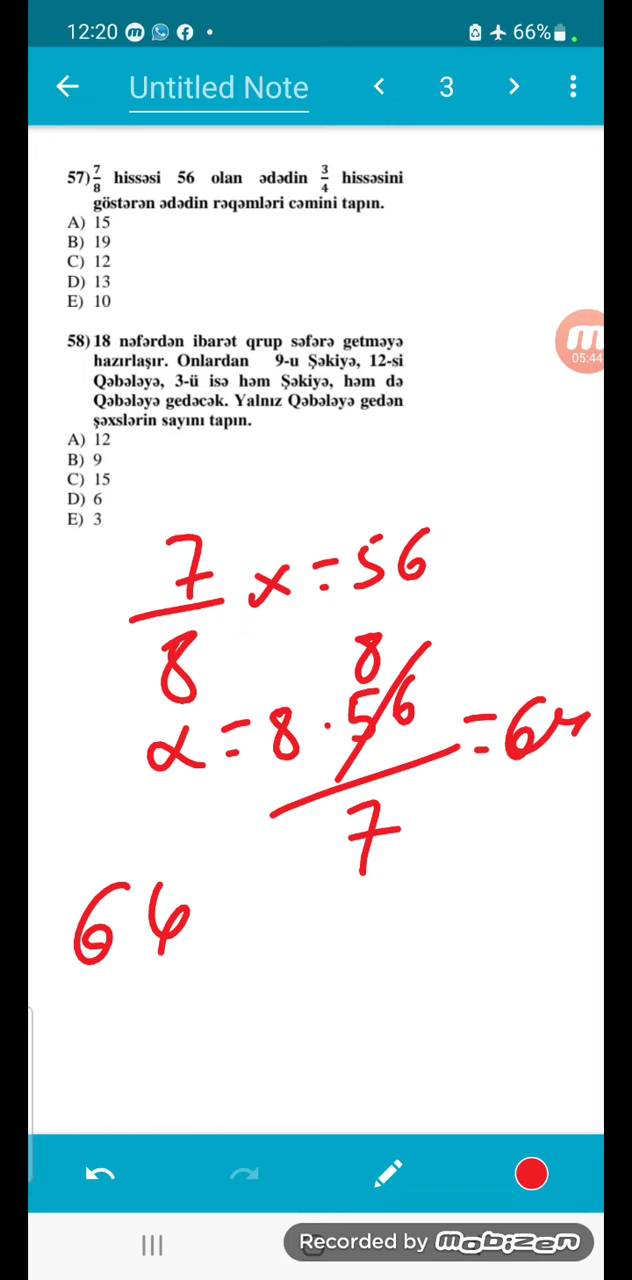 12:20 66%
Untitled Note < 3 >
57) 7/8 hissəsi 56 olan ədədin 3/4 hissəsini
göstərən ədədin rəqəmləri cəmini tapın.
A) 15
B) 19
C) 12
D) 13
E) 10
58) 18 nəfərdən ibarət qrup səfərə getməyə
hazırlaşır. Onlardan 9-u Şəkiyə, 12-si
Qəbələyə, 3-ü isə həm Şəkiyə, həm də
Qəbələyə gedəcək. Yalnız Qəbələyə gedən
şəxslərin sayını tapın.
A) 12
B) 9
C) 15
D) 6
E) 3
m
05:44
7/8 x = 56
8
x = 8 · 56 / 7 = 64
64
Recorded by mobizen